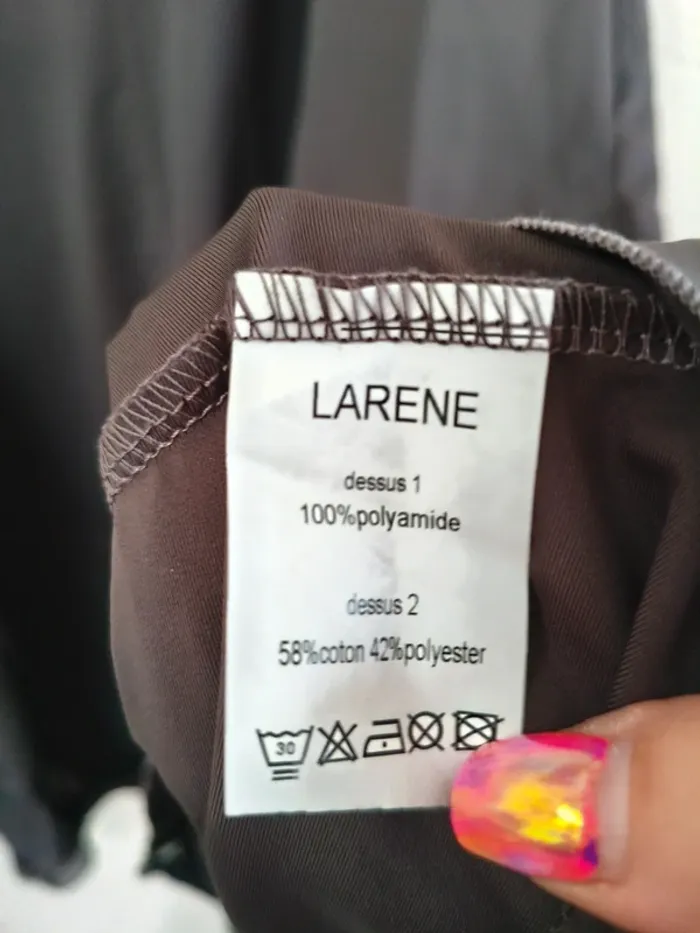 LARENE
dessus 1
100%polyamide
dessus 2
58%coton 42%polyester
30